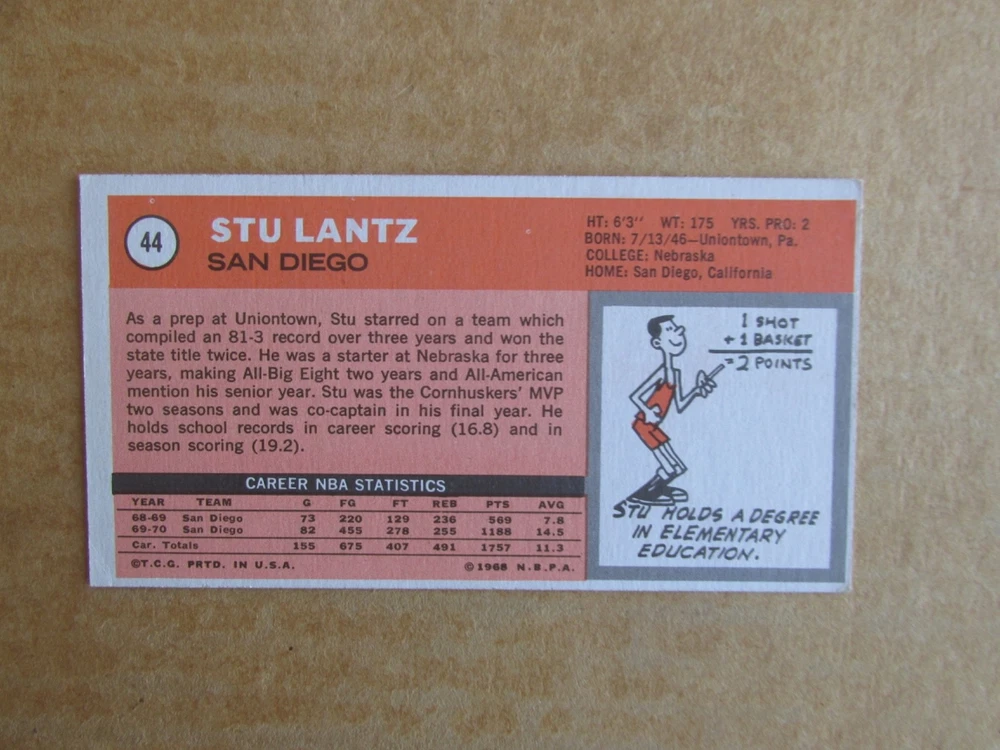 44
STU LANTZ
SAN DIEGO
HT: 6'3'' WT: 175 YRS. PRO: 2
BORN: 7/13/46—Uniontown, Pa.
COLLEGE: Nebraska
HOME: San Diego, California
As a prep at Uniontown, Stu starred on a team which
compiled an 81-3 record over three years and won the
state title twice. He was a starter at Nebraska for three
years, making All-Big Eight two years and All-American
mention his senior year. Stu was the Cornhuskers' MVP
two seasons and was co-captain in his final year. He
holds school records in career scoring (16.8) and in
season scoring (19.2).
CAREER NBA STATISTICS
YEAR TEAM G FG FT REB PTS AVG
68-69 San Diego 73 220 129 236 569 7.8
69-70 San Diego 82 455 278 255 1188 14.5
Car. Totals 155 675 407 491 1757 11.3
©T.C.G. PRTD. IN U.S.A. ©1968 N.B.P.A.
1 SHOT
+ 1 BASKET
= 2 POINTS
STU HOLDS A DEGREE
IN ELEMENTARY
EDUCATION.